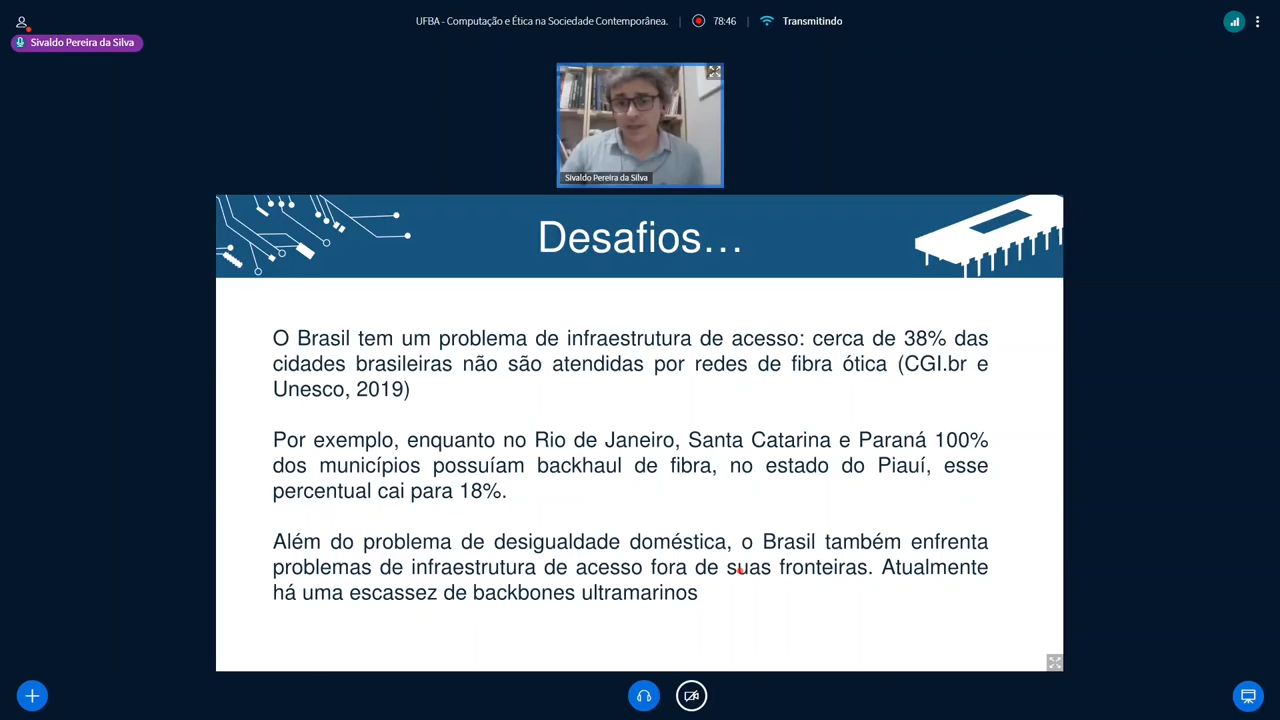 UFBA - Computação e Ética na Sociedade Contemporânea.
78:46
Transmitindo
Sivaldo Pereira da Silva
Sivaldo Pereira da Silva
Desafios…
O Brasil tem um problema de infraestrutura de acesso: cerca de 38% das
cidades brasileiras não são atendidas por redes de fibra ótica (CGI.br e
Unesco, 2019)
Por exemplo, enquanto no Rio de Janeiro, Santa Catarina e Paraná 100%
dos municípios possuíam backhaul de fibra, no estado do Piauí, esse
percentual cai para 18%.
Além do problema de desigualdade doméstica, o Brasil também enfrenta
problemas de infraestrutura de acesso fora de suas fronteiras. Atualmente
há uma escassez de backbones ultramarinos